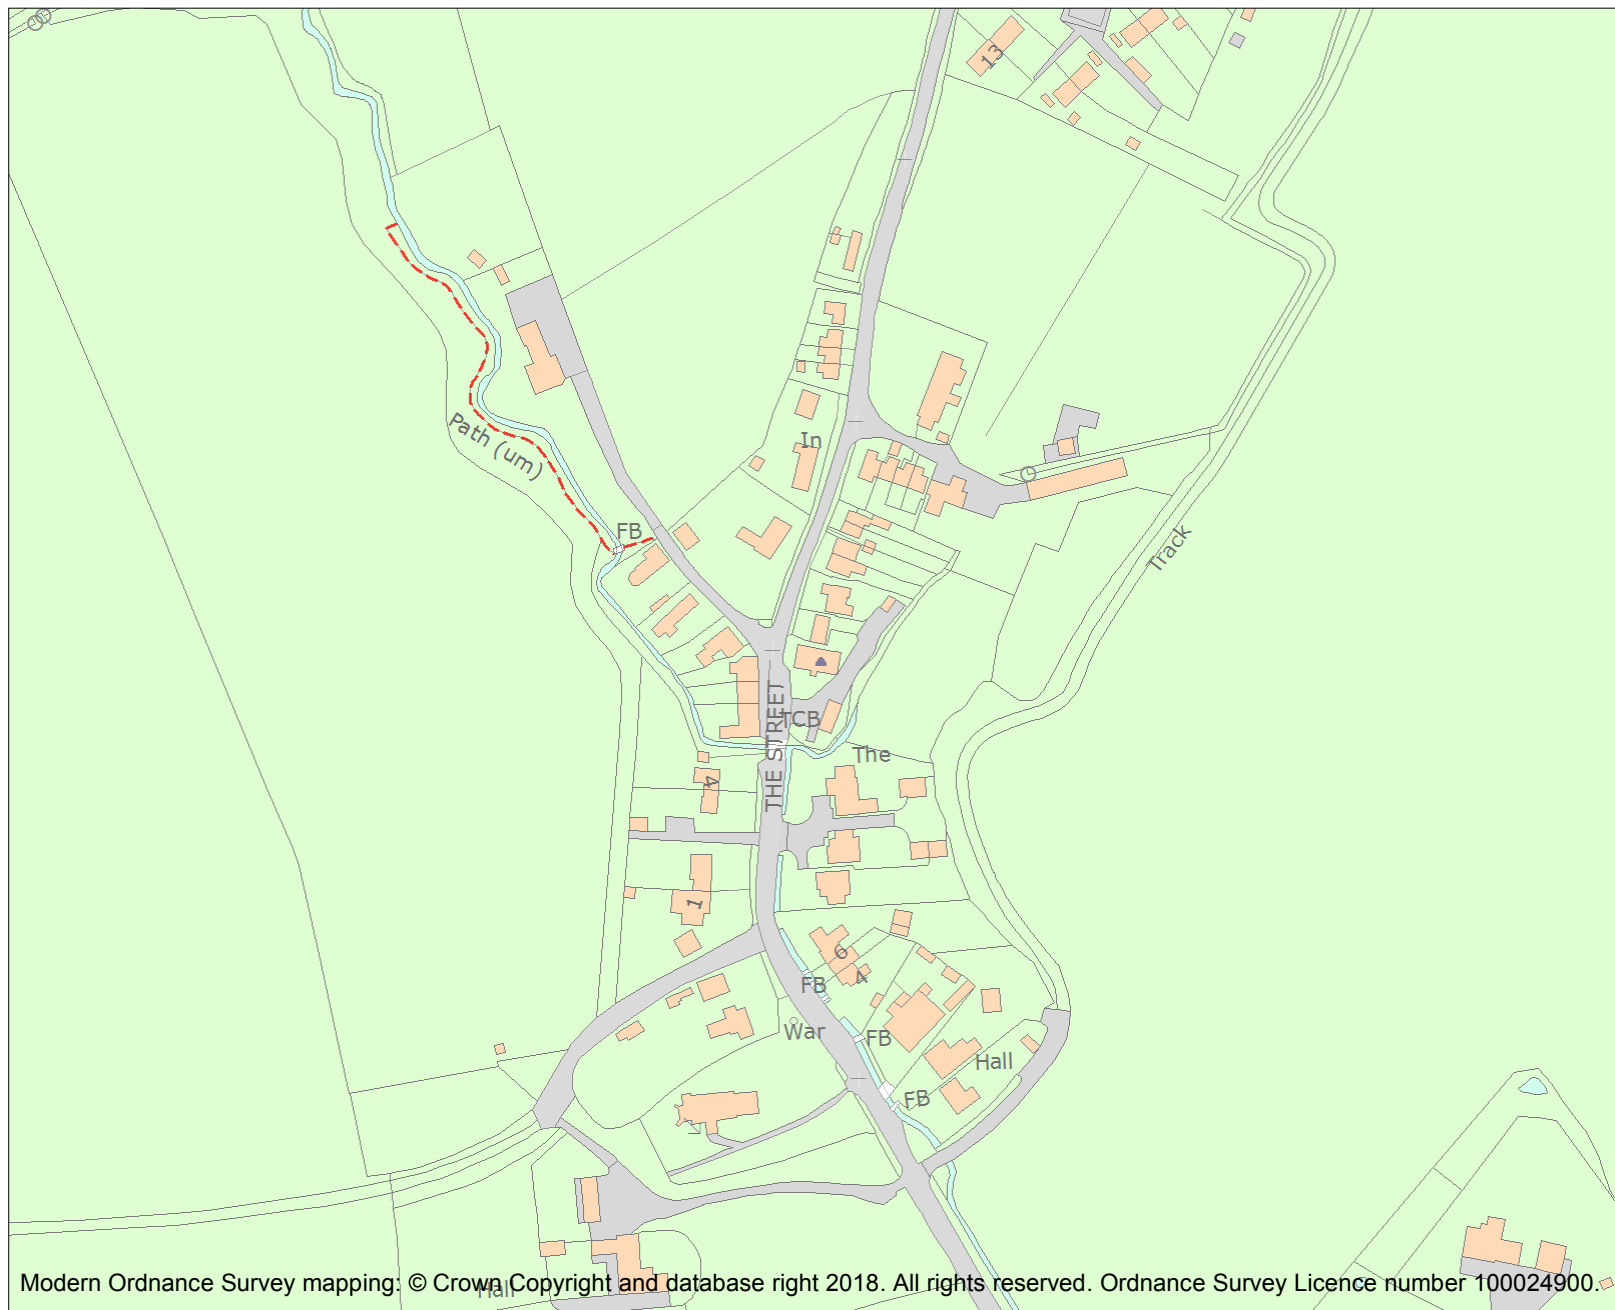 13
In
Path (um)
FB
Track
THE STREET
TCB
The
4
1
6
4
FB
War
FB
Hall
FB
Hall
Modern Ordnance Survey mapping: © Crown Copyright and database right 2018. All rights reserved. Ordnance Survey Licence number 100024900.